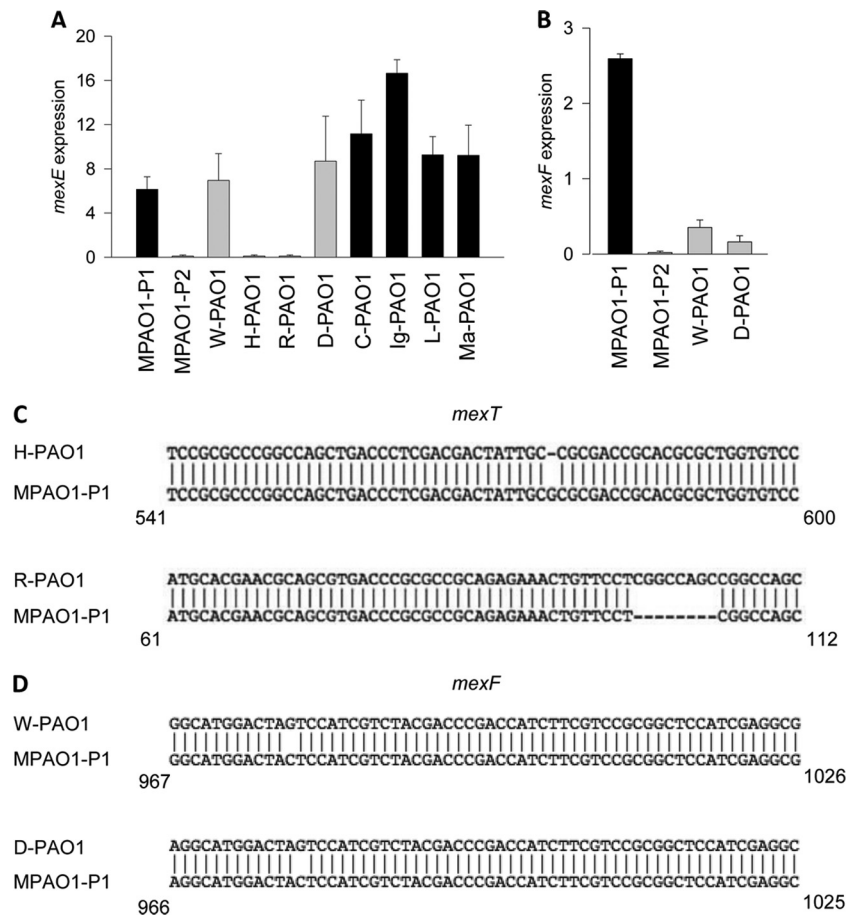 A
mexE expression
20
16
12
8
4
0
MPAO1-P1
MPAO1-P2
W-PAO1
H-PAO1
R-PAO1
D-PAO1
C-PAO1
Ig-PAO1
L-PAO1
Ma-PAO1
B
mexF expression
3
2
1
0
MPAO1-P1
MPAO1-P2
W-PAO1
D-PAO1
C
mexT
H-PAO1 TCCGCGCCCGGCCAGCTGACCCTCGACGACTATTGC-CGCGACCGCACGCGCTGGTGTCC
MPAO1-P1 TCCGCGCCCGGCCAGCTGACCCTCGACGACTATTGCGCGCGACCGCACGCGCTGGTGTCC
541 600
R-PAO1 ATGCACGAACGCAGCGTGACCCGCGCCGCAGAGAAACTGTTCCTCGGCCAGCCGGCCAGC
MPAO1-P1 ATGCACGAACGCAGCGTGACCCGCGCCGCAGAGAAACTGTTCCT--------CGGCCAGC
61 112
D
mexF
W-PAO1 GGCATGGACTAGTCCATCGTCTACGACCCGACCATCTTCGTCCGCGGCTCCATCGAGGCG
MPAO1-P1 GGCATGGACTACTCCATCGTCTACGACCCGACCATCTTCGTCCGCGGCTCCATCGAGGCG
967 1026
D-PAO1 AGGCATGGACTAGTCCATCGTCTACGACCCGACCATCTTCGTCCGCGGCTCCATCGAGGC
MPAO1-P1 AGGCATGGACTACTCCATCGTCTACGACCCGACCATCTTCGTCCGCGGCTCCATCGAGGC
966 1025